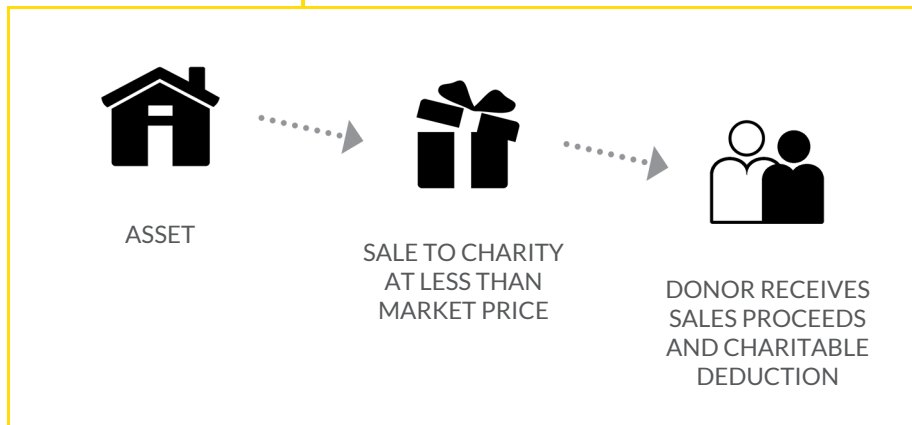 ASSET
SALE TO CHARITY
AT LESS THAN
MARKET PRICE
DONOR RECEIVES
SALES PROCEEDS
AND CHARITABLE
DEDUCTION